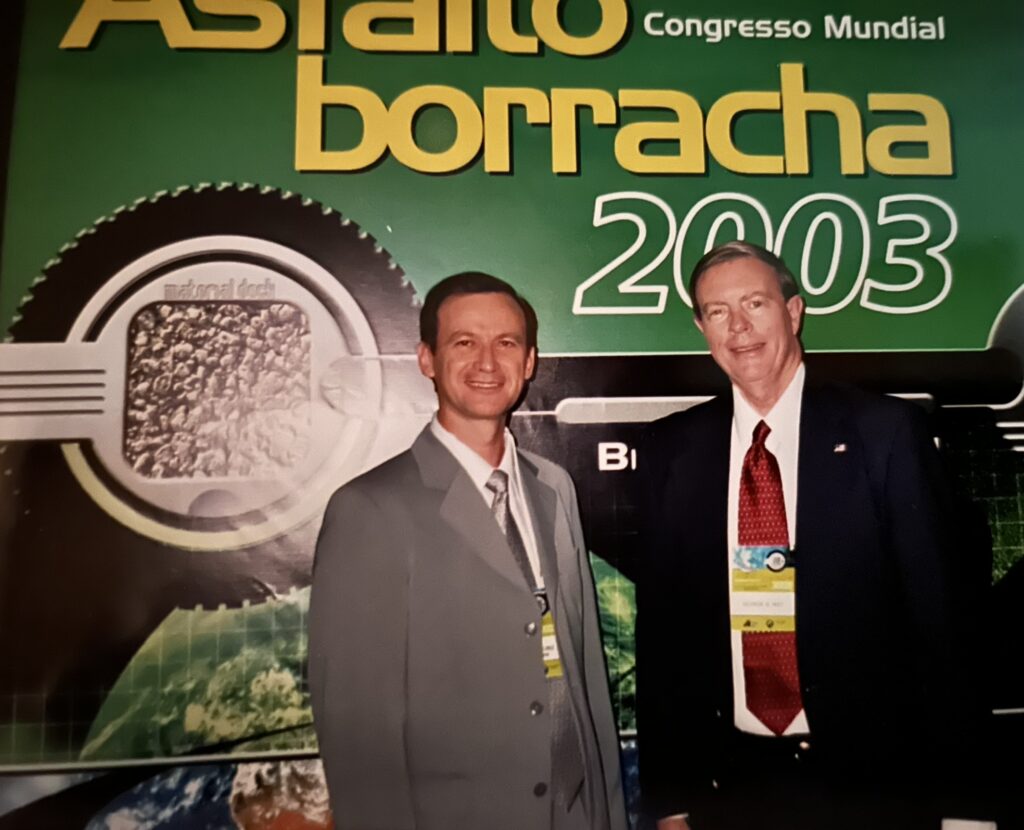 Asfalto
Congresso Mundial
borracha
2003